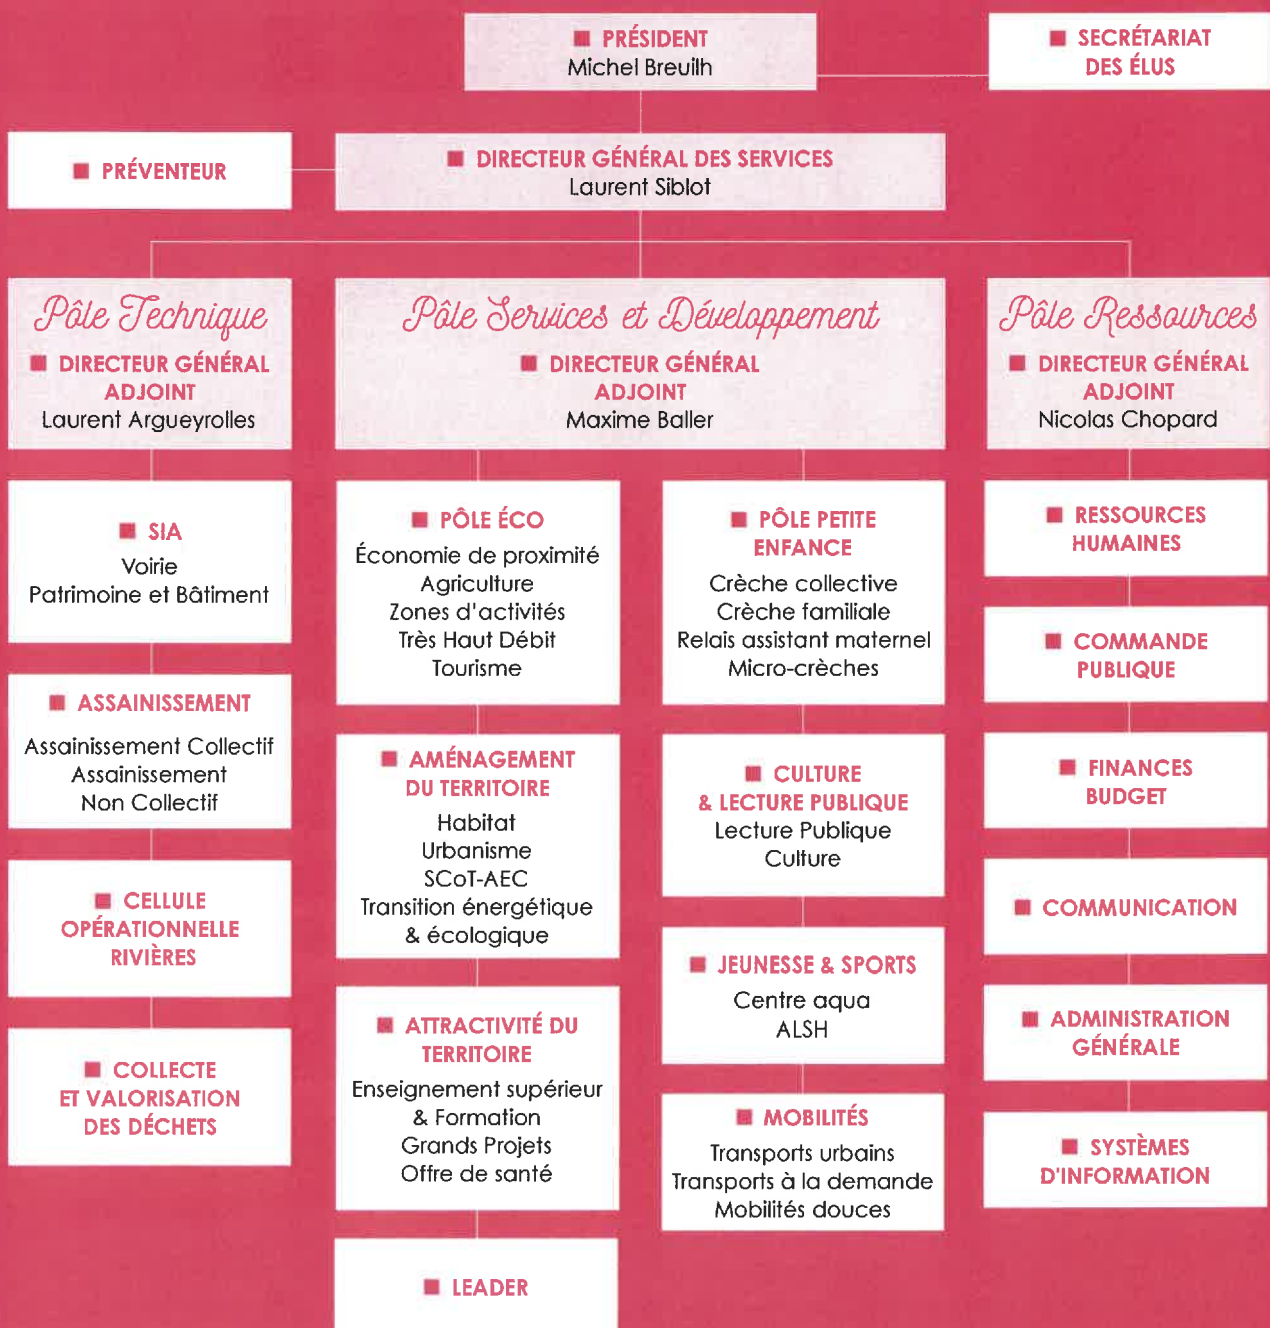 PRÉSIDENT
Michel Breuilh
SECRÉTARIAT
DES ÉLUS
PRÉVENTEUR
DIRECTEUR GÉNÉRAL DES SERVICES
Laurent Siblot
Pôle Technique
DIRECTEUR GÉNÉRAL
ADJOINT
Laurent Argueyrolles
Pôle Services et Développement
DIRECTEUR GÉNÉRAL
ADJOINT
Maxime Baller
Pôle Ressources
DIRECTEUR GÉNÉRAL
ADJOINT
Nicolas Chopard
SIA
Voirie
Patrimoine et Bâtiment
ASSAINISSEMENT
Assainissement Collectif
Assainissement
Non Collectif
CELLULE
OPÉRATIONNELLE
RIVIÈRES
COLLECTE
ET VALORISATION
DES DÉCHETS
PÔLE ÉCO
Économie de proximité
Agriculture
Zones d'activités
Très Haut Débit
Tourisme
AMÉNAGEMENT
DU TERRITOIRE
Habitat
Urbanisme
SCoT-AEC
Transition énergétique
& écologique
ATTRACTIVITÉ DU
TERRITOIRE
Enseignement supérieur
& Formation
Grands Projets
Offre de santé
LEADER
PÔLE PETITE
ENFANCE
Crèche collective
Crèche familiale
Relais assistant maternel
Micro-crèches
CULTURE
& LECTURE PUBLIQUE
Lecture Publique
Culture
JEUNESSE & SPORTS
Centre aqua
ALSH
MOBILITÉS
Transports urbains
Transports à la demande
Mobilités douces
RESSOURCES
HUMAINES
COMMANDE
PUBLIQUE
FINANCES
BUDGET
COMMUNICATION
ADMINISTRATION
GÉNÉRALE
SYSTÈMES
D'INFORMATION